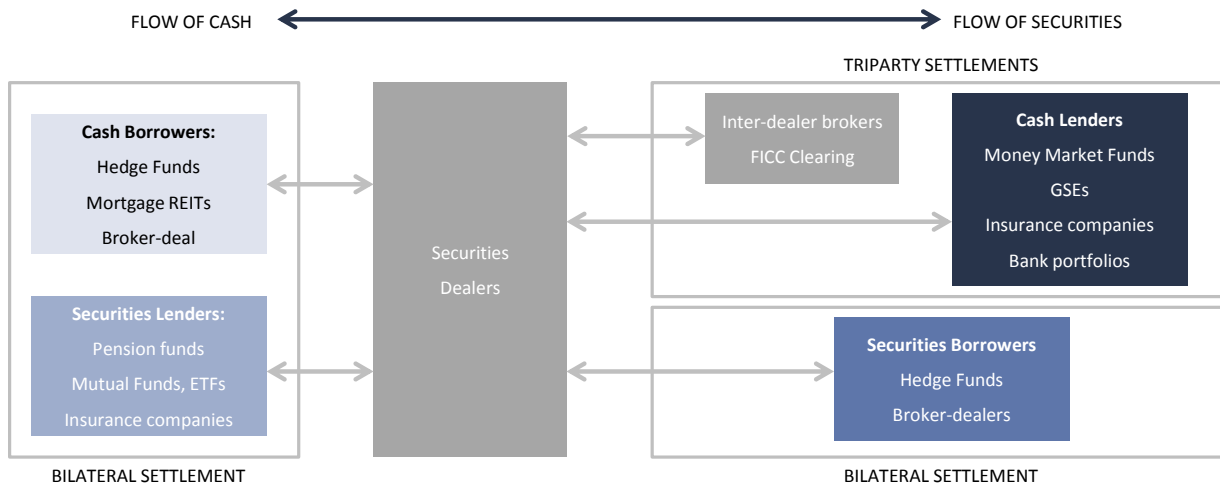 FLOW OF CASH
FLOW OF SECURITIES
TRIPARTY SETTLEMENTS
Cash Borrowers:
Hedge Funds
Mortgage REITs
Broker-deal
Securities Lenders:
Pension funds
Mutual Funds, ETFs
Insurance companies
BILATERAL SETTLEMENT
Securities
Dealers
Inter-dealer brokers
FICC Clearing
Cash Lenders
Money Market Funds
GSEs
Insurance companies
Bank portfolios
Securities Borrowers
Hedge Funds
Broker-dealers
BILATERAL SETTLEMENT